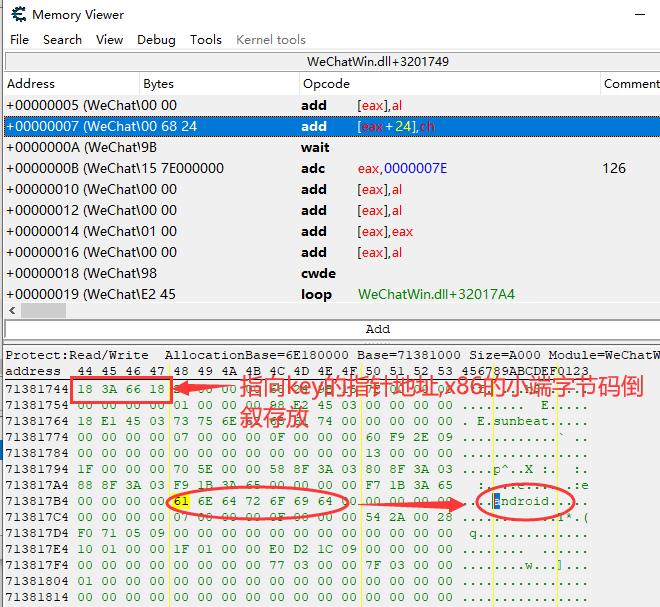 Memory Viewer
File Search View Debug Tools Kernel tools
WeChatWin.dll+3201749
Address Bytes Opcode Comment
+00000005 (WeChat\00 00 add [eax],al
+00000007 (WeChat\00 68 24 add [eax+24],ch
+0000000A (WeChat\9B wait
+0000000B (WeChat\15 7E000000 adc eax,0000007E 126
+00000010 (WeChat\00 00 add [eax],al
+00000012 (WeChat\00 00 add [eax],al
+00000014 (WeChat\01 00 add [eax],eax
+00000016 (WeChat\00 00 add [eax],al
+00000018 (WeChat\98 cwde
+00000019 (WeChat\E2 45 loop WeChatWin.dll+32017A4
Add
Protect:Read/Write AllocationBase=6E180000 Base=71381000 Size=A000 Module=WeChatW
address 44 45 46 47 48 49 4A 4B 4C 4D 4E 4F 50 51 52 53 456789ABCDEF0123
71381744 3A 66 18
指向key的指针地址,x86的小端字节码倒
叙存放
71381754 00 00 00 00 01 00 00 00 98 E2 45 03
71381764 18 E1 45 03 73 75 6E 74 00 00 00 .E.sunbeat.
71381774 00 00 00 00 07 00 00 00 0F 00 00 00 60 F9 2E 09
71381784 00 00 00 00 00 00 00 00 00 00 00 00 13 00 00 00
71381794 1F 00 00 00 70 5E 00 00 58 8F 3A 03 80 8F 3A 03
713817A4 88 8F 3A 03 F9 1B 3A 65 00 00 00 00 F7 1B 3A 65
713817B4 00 00 00 00 61 6E 64 72 6F 69 64 00 00 00 00 00 ....android.
713817C4 00 00 00 00 07 00 00 00 0F 00 00 00 54 2A 00 28
713817D4 F0 71 05 09 00 00 00 00 00 00 00 00 00 00 00 00
713817E4 10 01 00 00 1F 01 00 00 E0 D2 1C 09 00 00 00 00
713817F4 00 00 00 00 00 00 00 00 77 03 00 00 7F 03 00 00
71381804 01 00 00 00 00 00 00 00 00 00 00 00 00 00 00 00
71381814 00 00 00 00 00 00 00 00 00 00 00 00 00 00 00 00